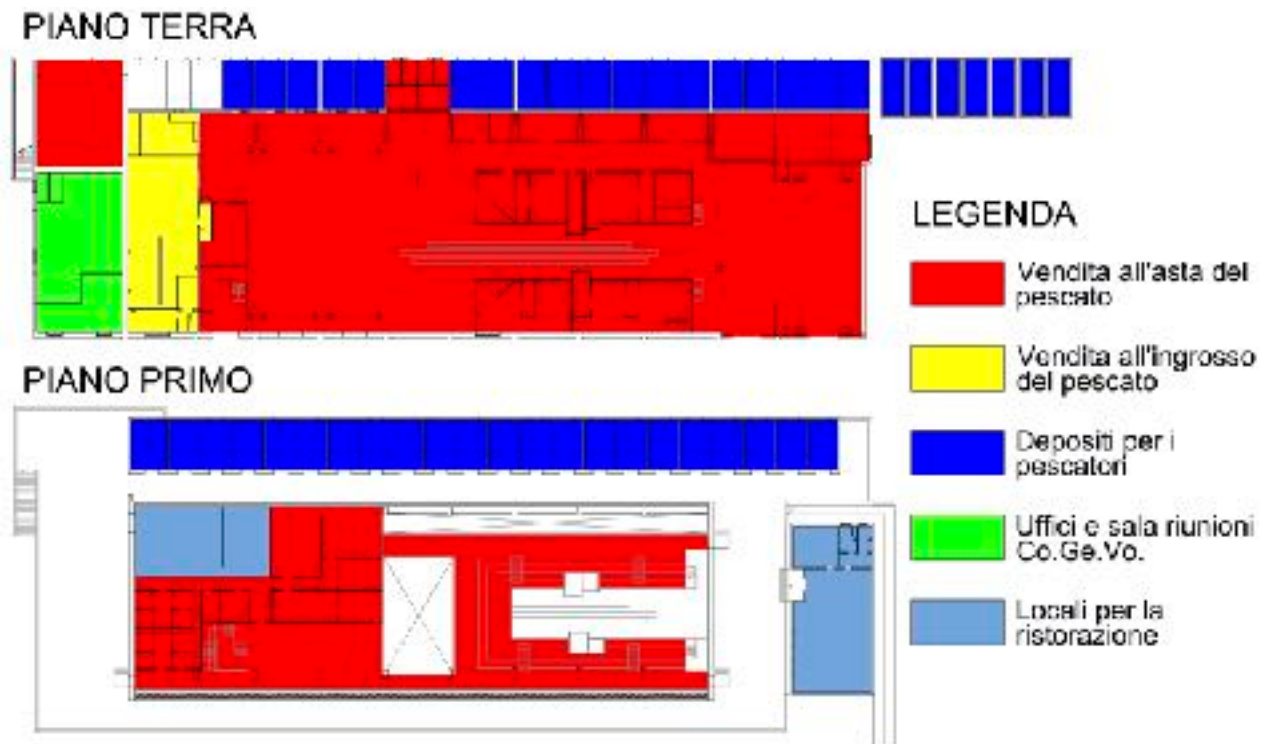 PIANO TERRA
LEGENDA
Vendita all'asta del
pescato
Vendita all'ingrosso
del pescato
PIANO PRIMO
Depositi per i
pescatori
Uffici e sala riunioni
Co.Ge.Vo.
Locali per la
ristorazione